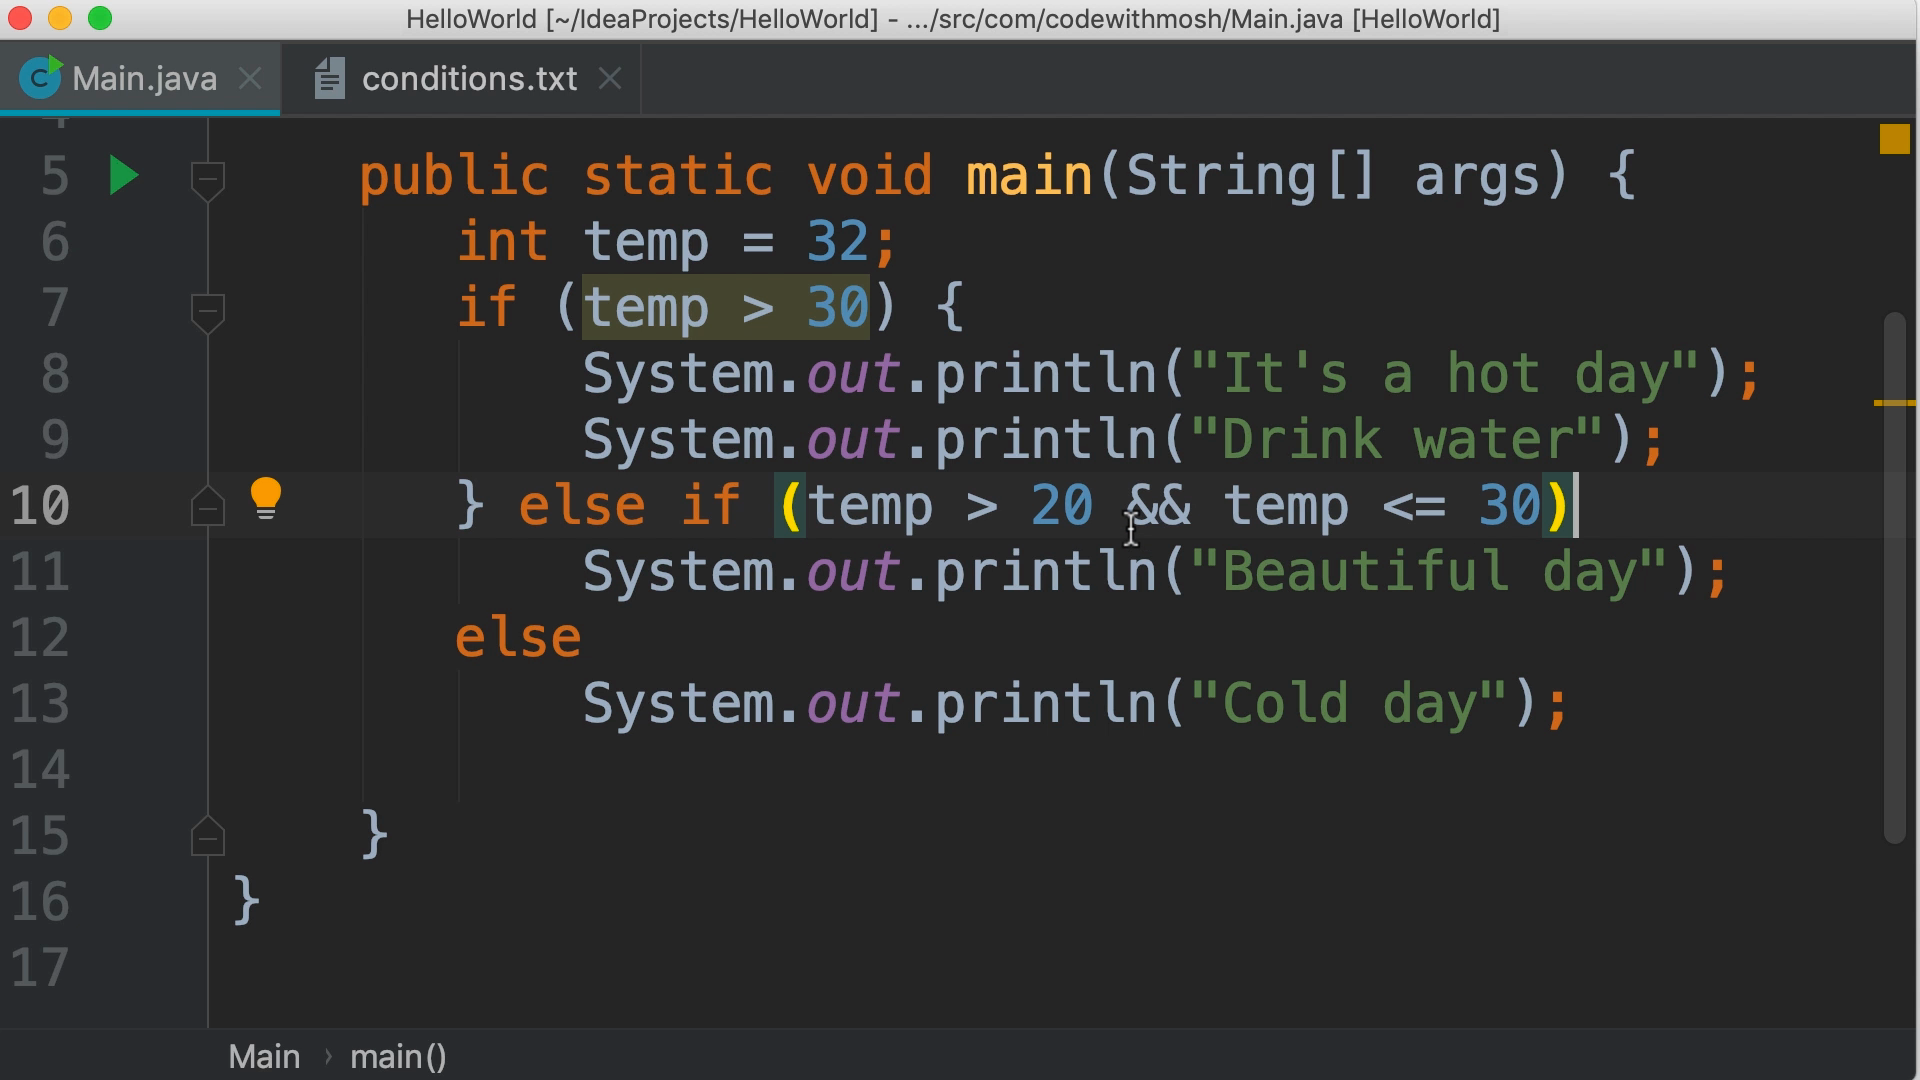 HelloWorld [~/IdeaProjects/HelloWorld] - .../src/com/codewithmosh/Main.java [HelloWorld]
Main.java conditions.txt
5 public static void main(String[] args) {
6 int temp = 32;
7 if (temp > 30) {
8 System.out.println("It's a hot day");
9 System.out.println("Drink water");
10 } else if (temp > 20 && temp <= 30)
11 System.out.println("Beautiful day");
12 else
13 System.out.println("Cold day");
14
15 }
16 }
17
Main › main()